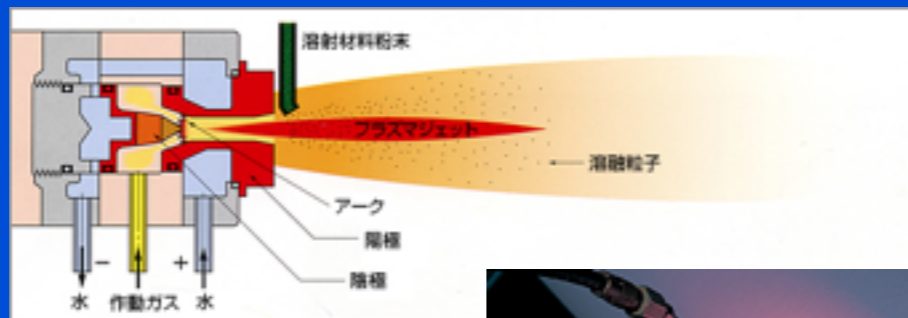 溶射材料粉末
プラズマジェット
溶融粒子
アーク
陽極
陰極
− +
水 作動ガス 水